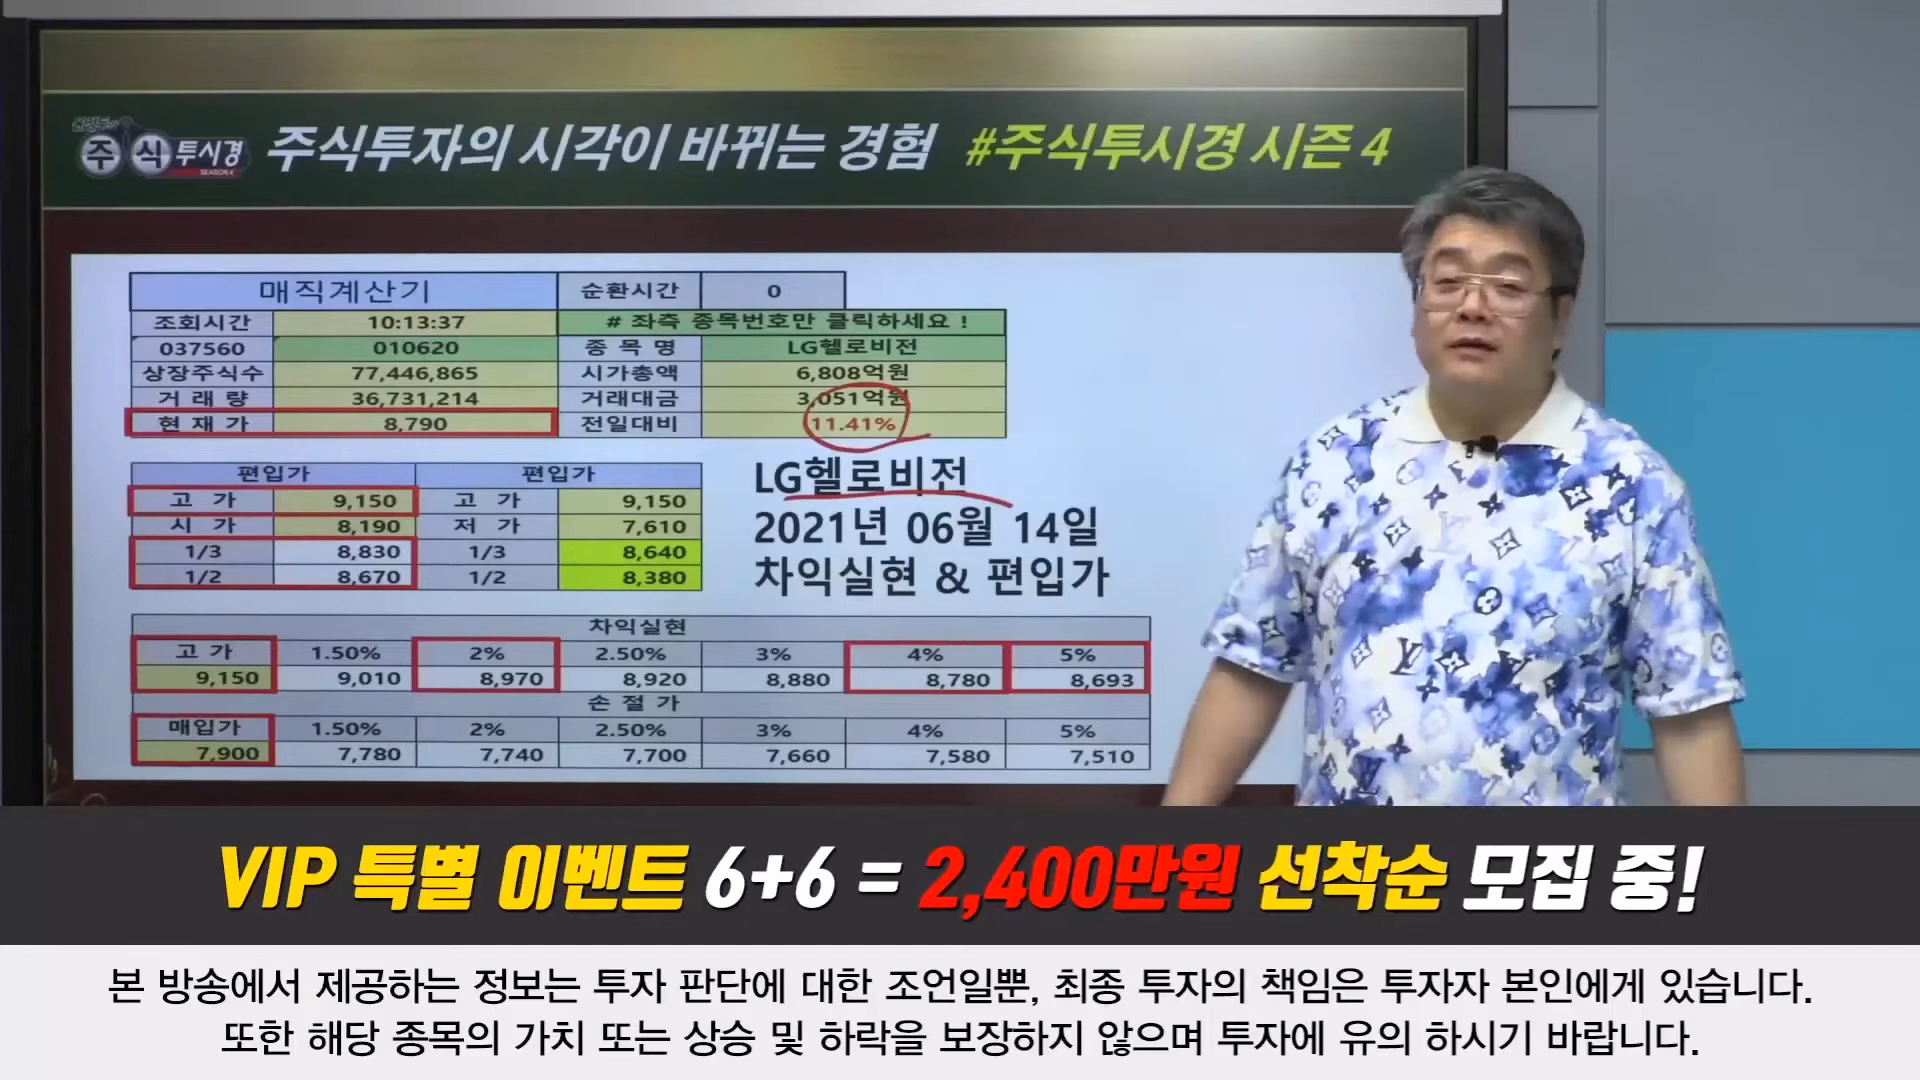 주식 투시경
SEASON 4
주식투자의 시각이 바뀌는 경험 #주식투시경 시즌 4
매직계산기 순환시간 0
조회시간 10:13:37 # 좌측 종목번호만 클릭하세요 !
037560 010620 종 목 명 LG헬로비전
상장주식수 77,446,865 시가총액 6,808억원
거 래 량 36,731,214 거래대금 3,051억원
현 재 가 8,790 전일대비 11.41%
편입가 편입가
고 가 9,150 고 가 9,150
시 가 8,190 저 가 7,610
1/3 8,830 1/3 8,640
1/2 8,670 1/2 8,380
LG헬로비전
2021년 06월 14일
차익실현 & 편입가
차익실현
고 가 1.50% 2% 2.50% 3% 4% 5%
9,150 9,010 8,970 8,920 8,880 8,780 8,693
손 절 가
매입가 1.50% 2% 2.50% 3% 4% 5%
7,900 7,780 7,740 7,700 7,660 7,580 7,510
VIP 특별 이벤트 6+6 = 2,400만원 선착순 모집 중!
본 방송에서 제공하는 정보는 투자 판단에 대한 조언일뿐, 최종 투자의 책임은 투자자 본인에게 있습니다.
또한 해당 종목의 가치 또는 상승 및 하락을 보장하지 않으며 투자에 유의 하시기 바랍니다.